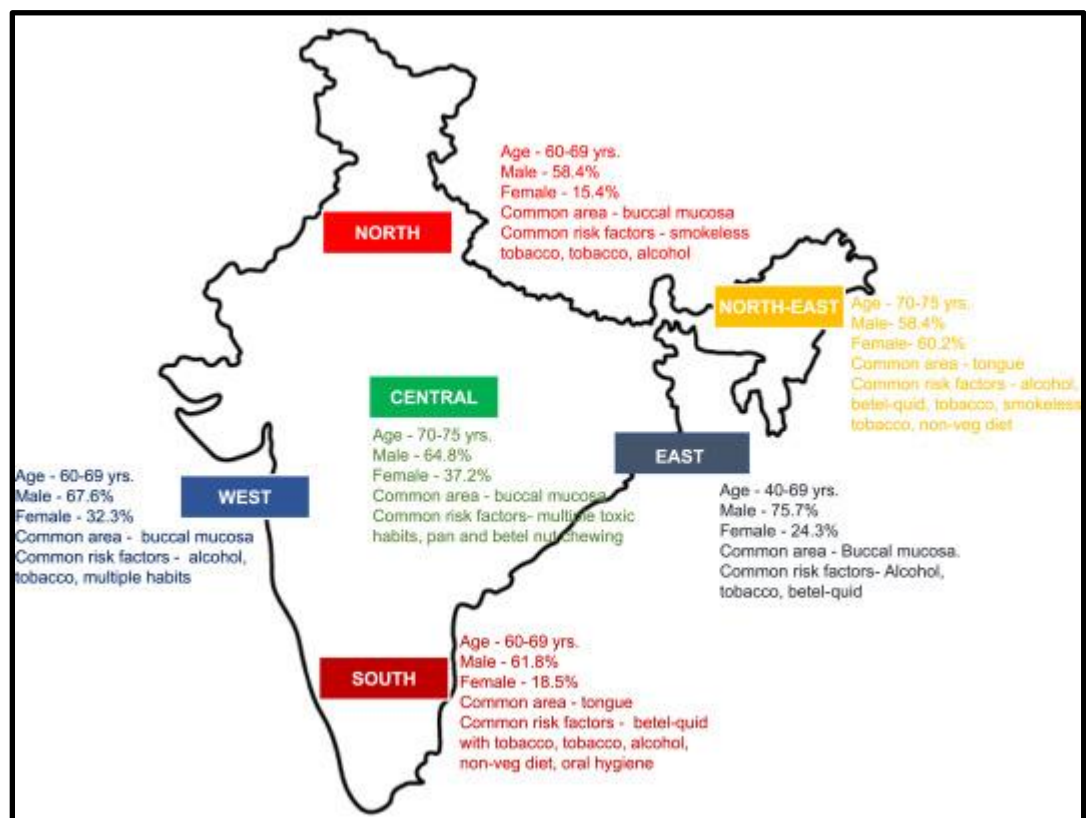 Age - 60-69 yrs.
Male - 58.4%
Female - 15.4%
Common area - buccal mucosa
Common risk factors - smokeless
tobacco, tobacco, alcohol
NORTH
NORTH-EAST
Age - 70-75 yrs.
Male- 58.4%
Female- 60.2%
Common area - tongue
Common risk factors - alcohol,
betel-quid, tobacco, smokeless
tobacco, non-veg diet
CENTRAL
Age - 70-75 yrs.
Male - 64.8%
Female - 37.2%
Common area - buccal mucosa
Common risk factors- multiple toxic
habits, pan and betel nut chewing
EAST
Age - 40-69 yrs.
Male - 75.7%
Female - 24.3%
Common area - Buccal mucosa.
Common risk factors- Alcohol,
tobacco, betel-quid
WEST
Age - 60-69 yrs.
Male - 67.6%
Female - 32.3%
Common area - buccal mucosa
Common risk factors - alcohol,
tobacco, multiple habits
SOUTH
Age - 60-69 yrs.
Male - 61.8%
Female - 18.5%
Common area - tongue
Common risk factors - betel-quid
with tobacco, tobacco, alcohol,
non-veg diet, oral hygiene